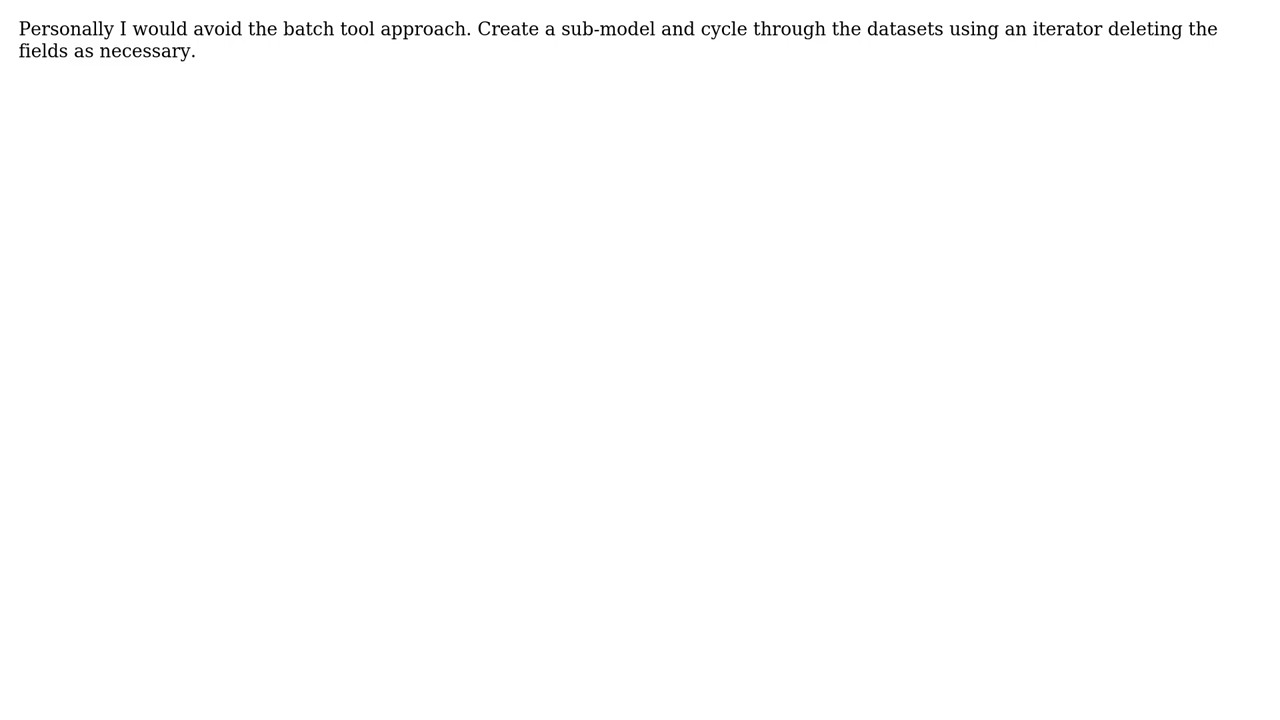 Personally I would avoid the batch tool approach. Create a sub-model and cycle through the datasets using an iterator deleting the
fields as necessary.